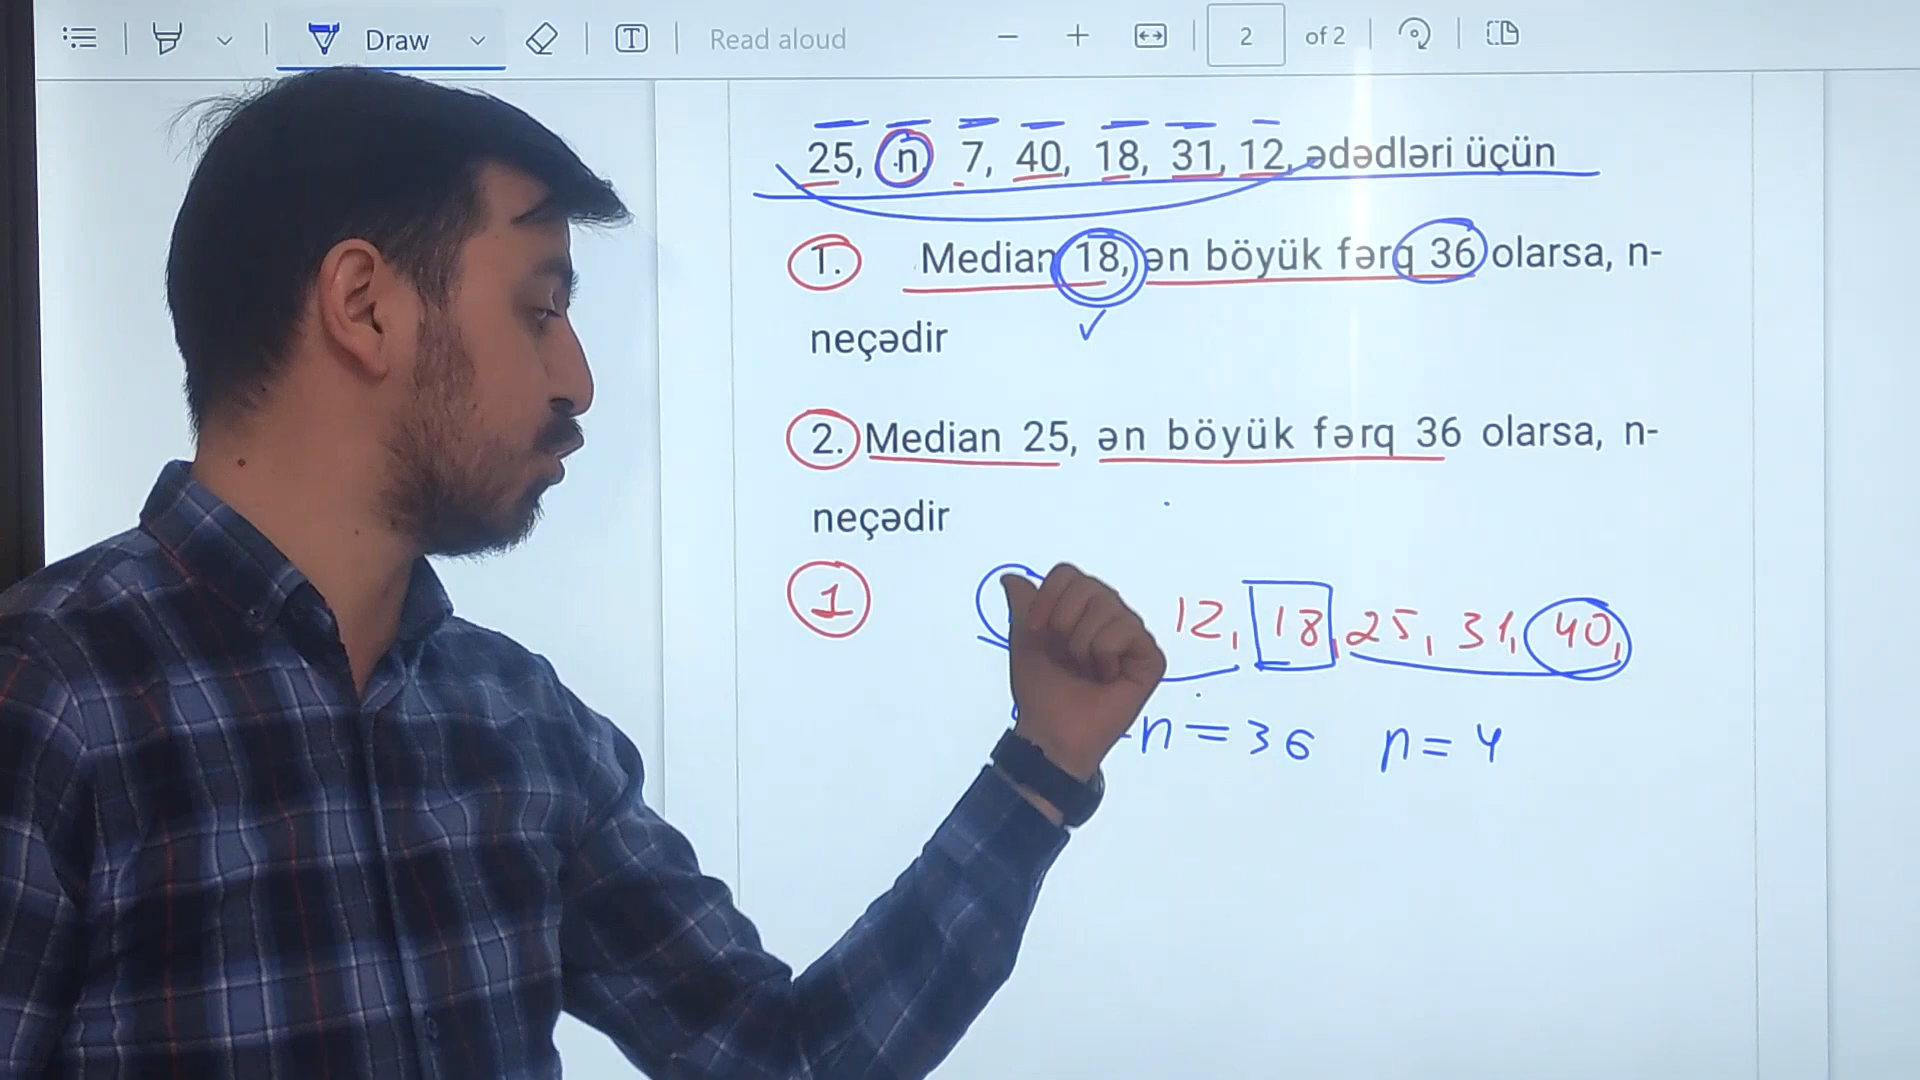 Draw
Read aloud
2 of 2
25, n 7, 40, 18, 31, 12, ədədləri üçün
1. Median 18, ən böyük fərq 36 olarsa, n-
neçədir
2. Median 25, ən böyük fərq 36 olarsa, n-
neçədir
1 12, 18, 25, 31, 40,
-n = 36 n = 4